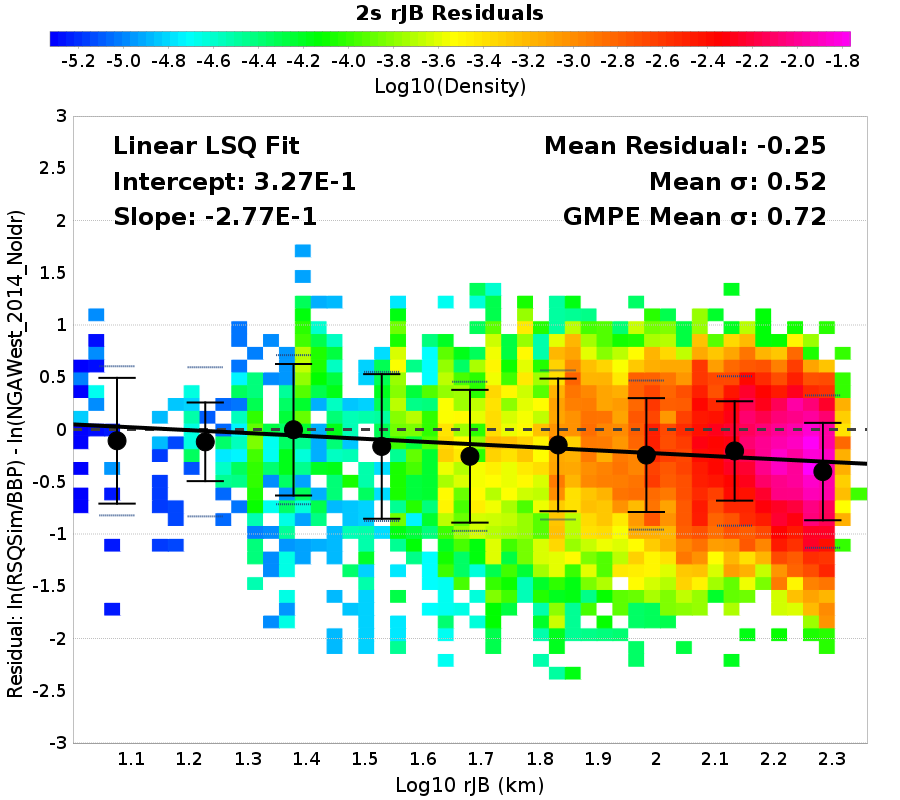 2s rJB Residuals
-5.2 -5.0 -4.8 -4.6 -4.4 -4.2 -4.0 -3.8 -3.6 -3.4 -3.2 -3.0 -2.8 -2.6 -2.4 -2.2 -2.0 -1.8
Log10(Density)
Linear LSQ Fit
Intercept: 3.27E-1
Slope: -2.77E-1
Mean Residual: -0.25
Mean σ: 0.52
GMPE Mean σ: 0.72
Residual: ln(RSQSim/BBP) - ln(NGAWest_2014_NoIdr)
3
2.5
2
1.5
1
0.5
0
-0.5
-1
-1.5
-2
-2.5
-3
1.1 1.2 1.3 1.4 1.5 1.6 1.7 1.8 1.9 2 2.1 2.2 2.3
Log10 rJB (km)